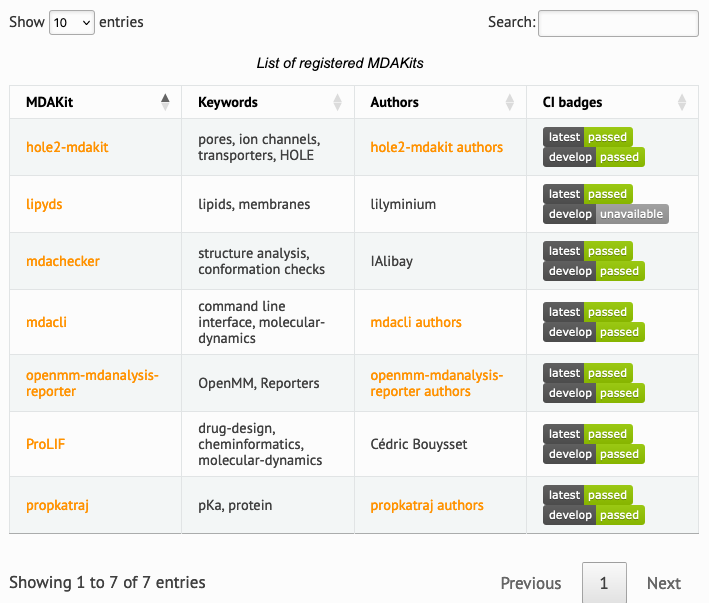 Show 10 entries Search:
List of registered MDAKits
MDAKit Keywords Authors CI badges
hole2-mdakit pores, ion channels, transporters, HOLE hole2-mdakit authors latest passed develop passed
lipyds lipids, membranes lilyminium latest passed develop unavailable
mdachecker structure analysis, conformation checks IAlibay latest passed develop passed
mdacli command line interface, molecular-dynamics mdacli authors latest passed develop passed
openmm-mdanalysis-reporter OpenMM, Reporters openmm-mdanalysis-reporter authors latest passed develop passed
ProLIF drug-design, cheminformatics, molecular-dynamics Cédric Bouysset latest passed develop passed
propkatraj pKa, protein propkatraj authors latest passed develop passed
Showing 1 to 7 of 7 entries Previous 1 Next